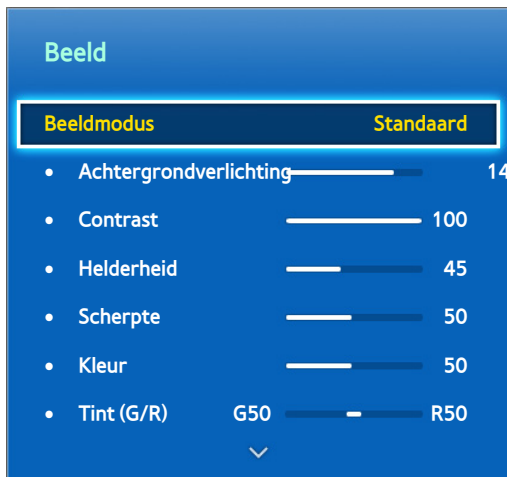 Beeld
Beeldmodus Standaard
• Achtergrondverlichting 14
• Contrast 100
• Helderheid 45
• Scherpte 50
• Kleur 50
• Tint (G/R) G50 R50